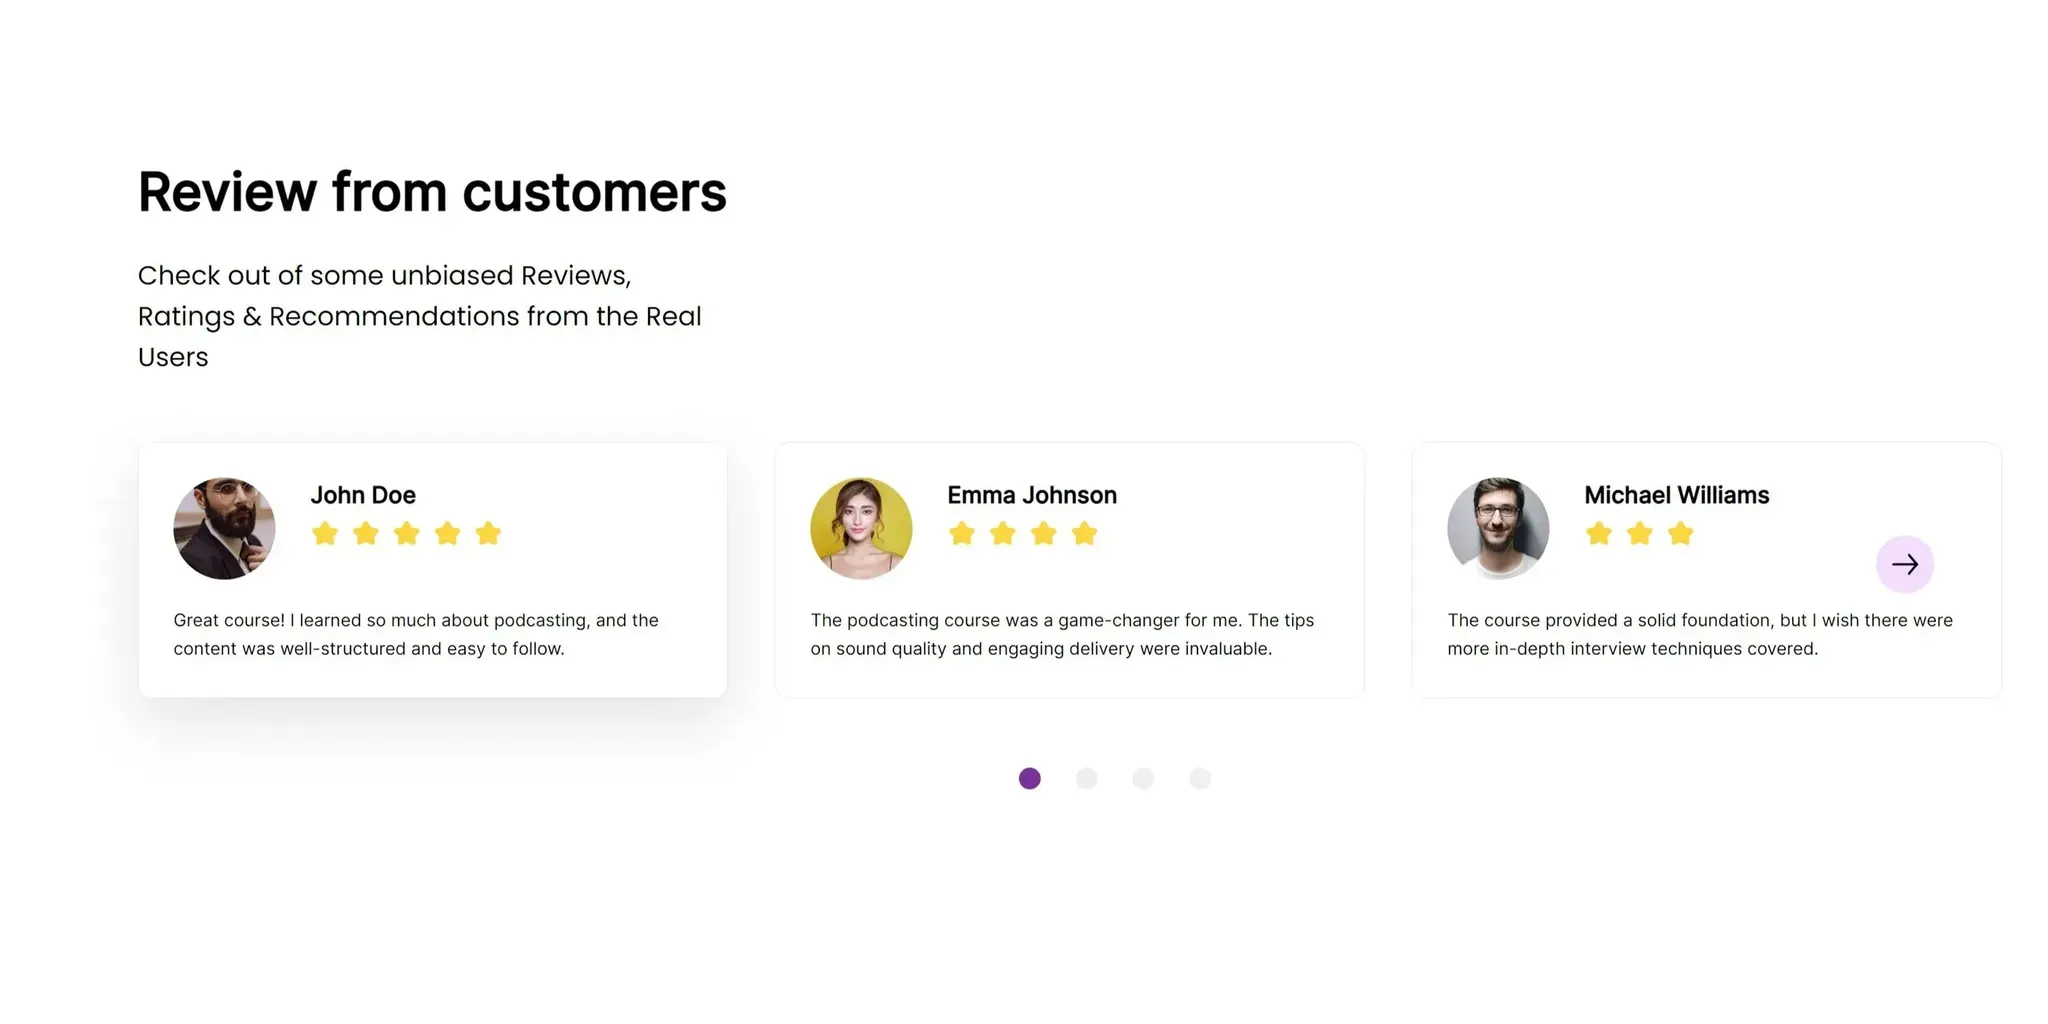 Review from customers
Check out of some unbiased Reviews,
Ratings & Recommendations from the Real
Users
John Doe
Great course! I learned so much about podcasting, and the
content was well-structured and easy to follow.
Emma Johnson
The podcasting course was a game-changer for me. The tips
on sound quality and engaging delivery were invaluable.
Michael Williams
The course provided a solid foundation, but I wish there were
more in-depth interview techniques covered.